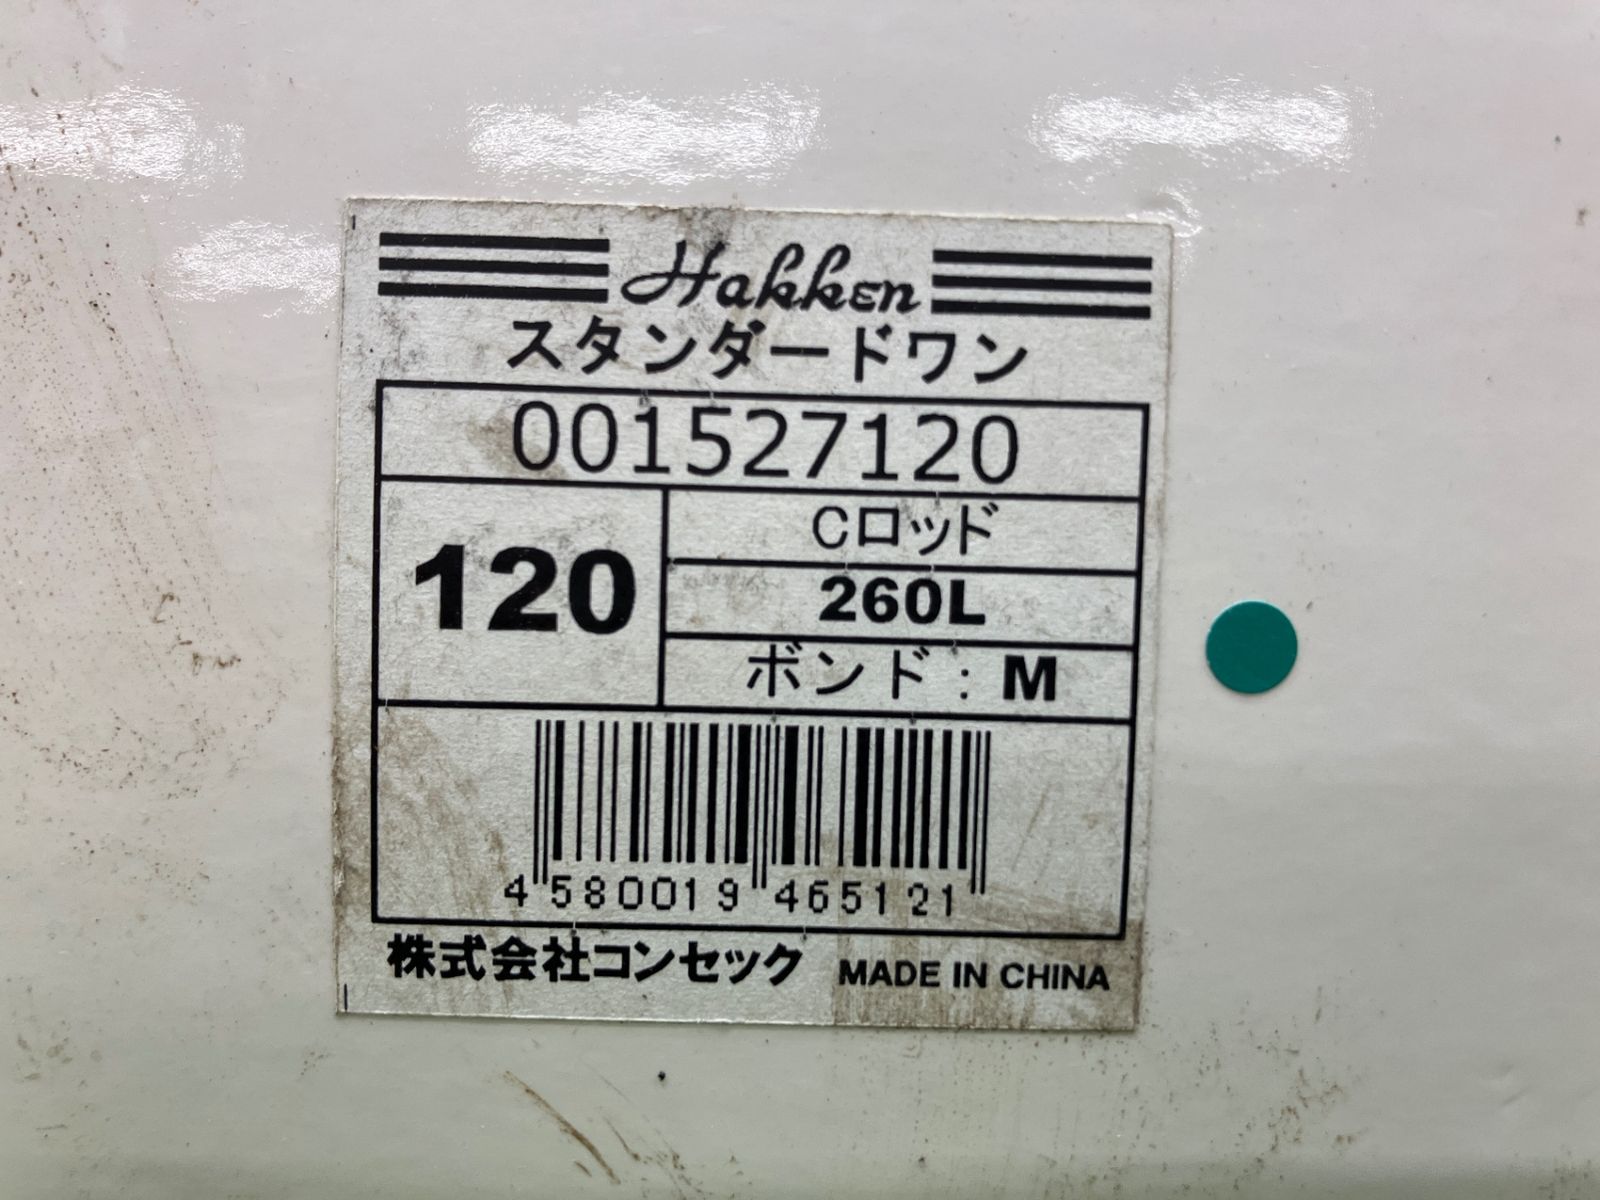 Hakken
スタンダードワン
001527120
120
Cロッド
260L
ボンド：M
4 580019 465121
株式会社コンセック MADE IN CHINA